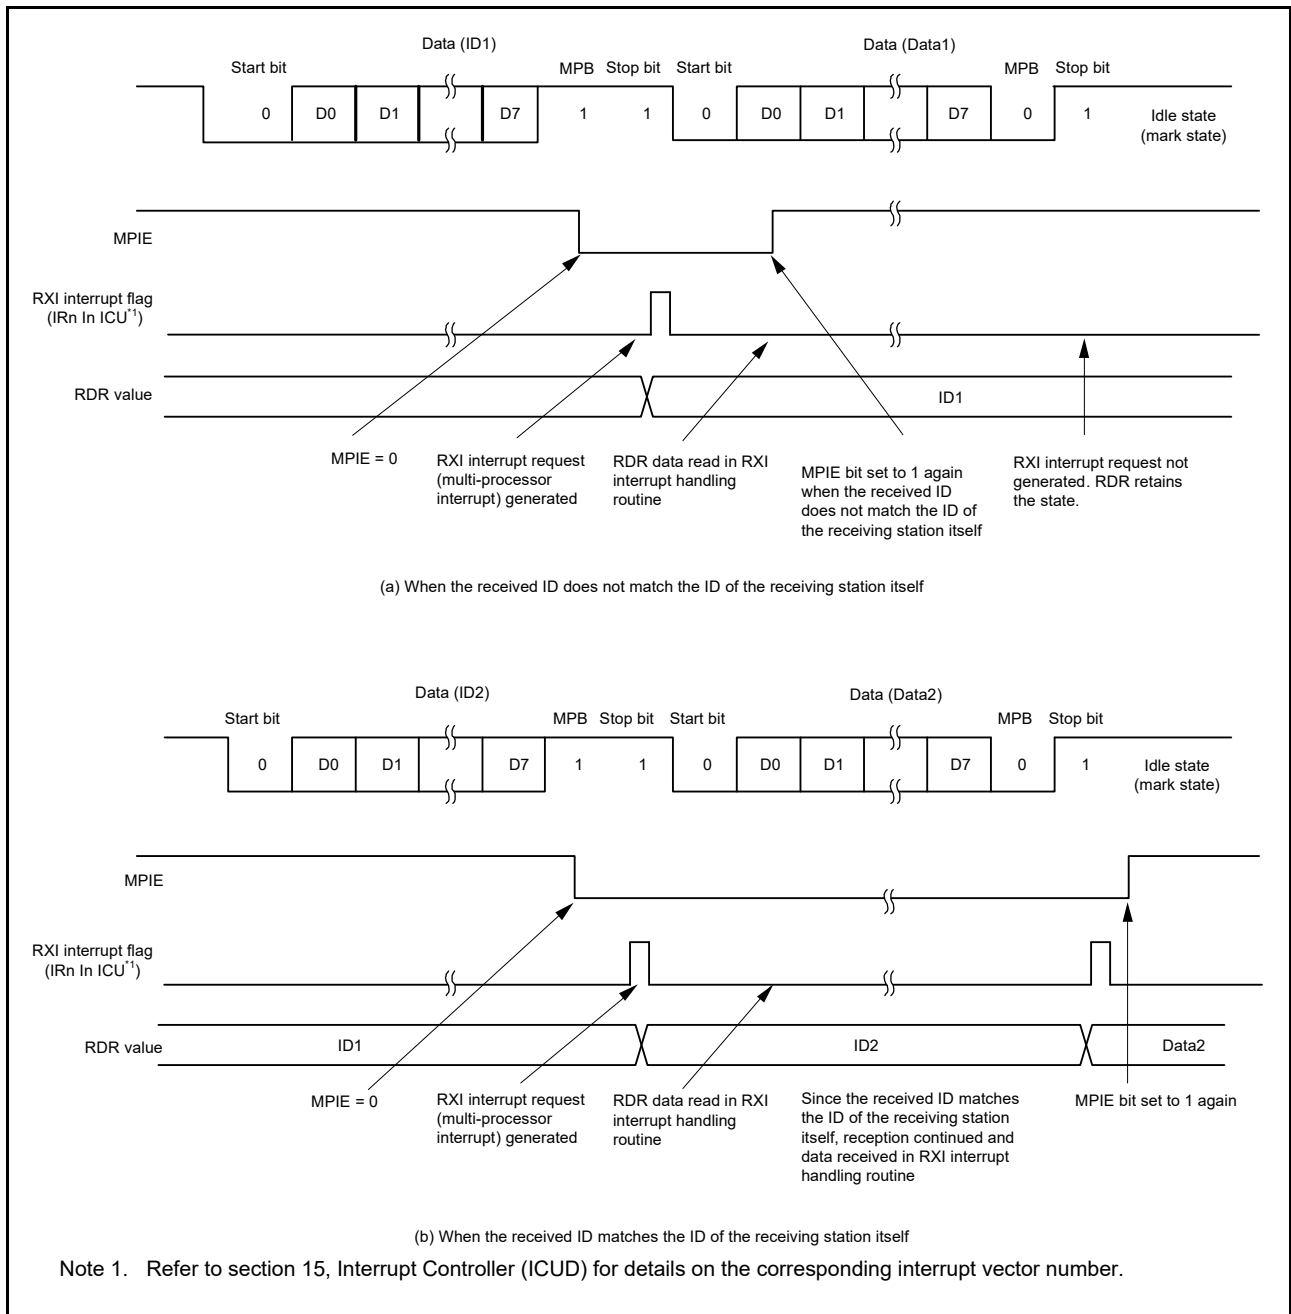 Data (ID1)
Data (Data1)
Start bit
MPB
Stop bit
Start bit
MPB
Stop bit
0
D0
D1
D7
1
1
0
D0
D1
D7
0
1
Idle state
(mark state)
MPIE
RXI interrupt flag
(IRn In ICU*1)
RDR value
ID1
MPIE = 0
RXI interrupt request
(multi-processor
interrupt) generated
RDR data read in RXI
interrupt handling
routine
MPIE bit set to 1 again
when the received ID
does not match the ID of
the receiving station itself
RXI interrupt request not
generated. RDR retains
the state.
(a) When the received ID does not match the ID of the receiving station itself
Data (ID2)
Data (Data2)
Start bit
MPB
Stop bit
Start bit
MPB
Stop bit
0
D0
D1
D7
1
1
0
D0
D1
D7
0
1
Idle state
(mark state)
MPIE
RXI interrupt flag
(IRn In ICU*1)
RDR value
ID1
ID2
Data2
MPIE = 0
RXI interrupt request
(multi-processor
interrupt) generated
RDR data read in RXI
interrupt handling
routine
Since the received ID matches
the ID of the receiving station
itself, reception continued and
data received in RXI interrupt
handling routine
MPIE bit set to 1 again
(b) When the received ID matches the ID of the receiving station itself
Note 1. Refer to section 15, Interrupt Controller (ICUD) for details on the corresponding interrupt vector number.